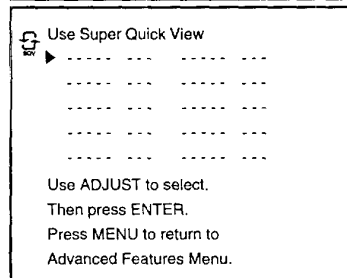 Use Super Quick View
SQV
▶ ----- --- ----- ---
----- --- ----- ---
----- --- ----- ---
----- --- ----- ---
----- --- ----- ---
Use ADJUST to select.
Then press ENTER.
Press MENU to return to
Advanced Features Menu.